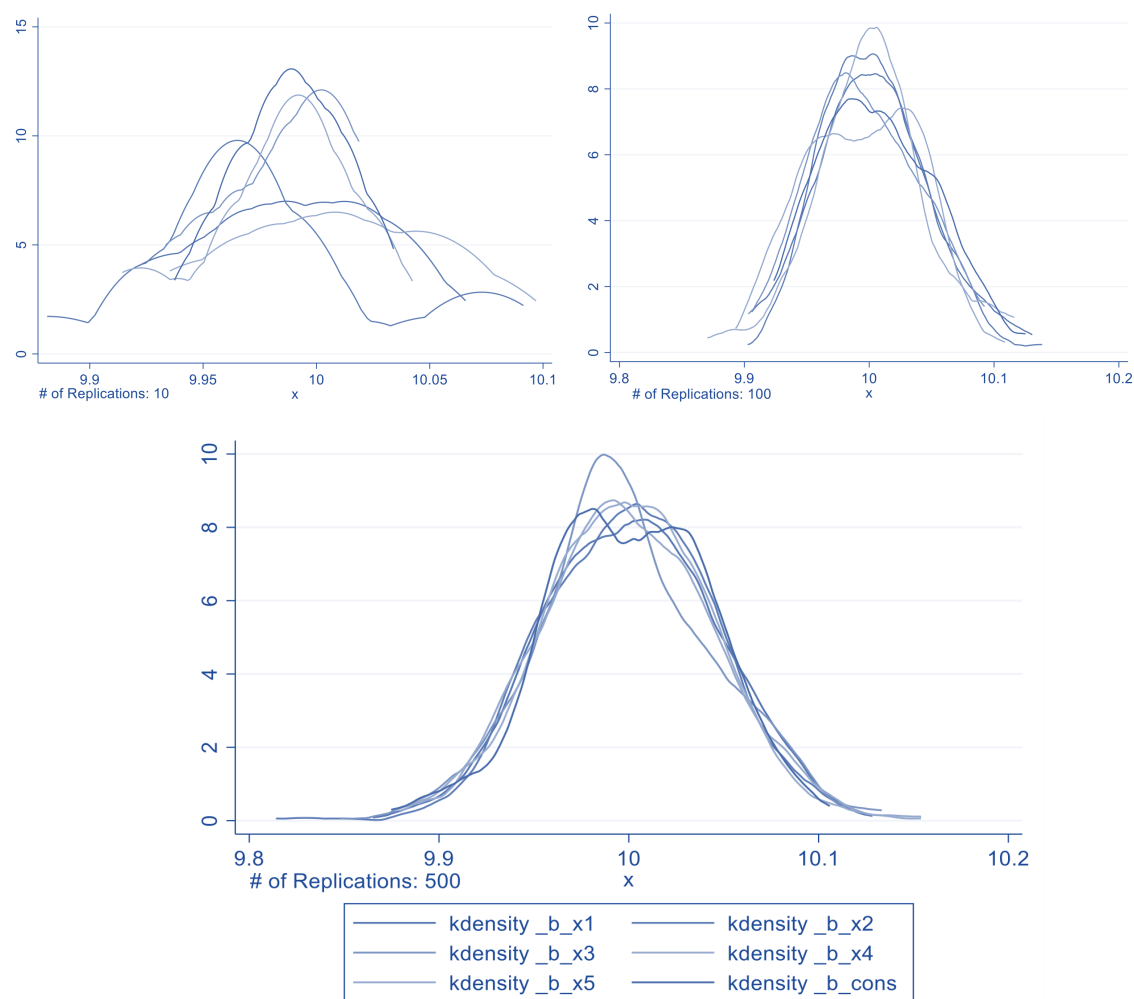 15
10
5
0
9.9 9.95 10 10.05 10.1
# of Replications: 10 x
10
8
6
4
2
0
9.8 9.9 10 10.1 10.2
# of Replications: 100 x
10
8
6
4
2
0
9.8 9.9 10 10.1 10.2
# of Replications: 500 x
kdensity _b_x1 kdensity _b_x2
kdensity _b_x3 kdensity _b_x4
kdensity _b_x5 kdensity _b_cons